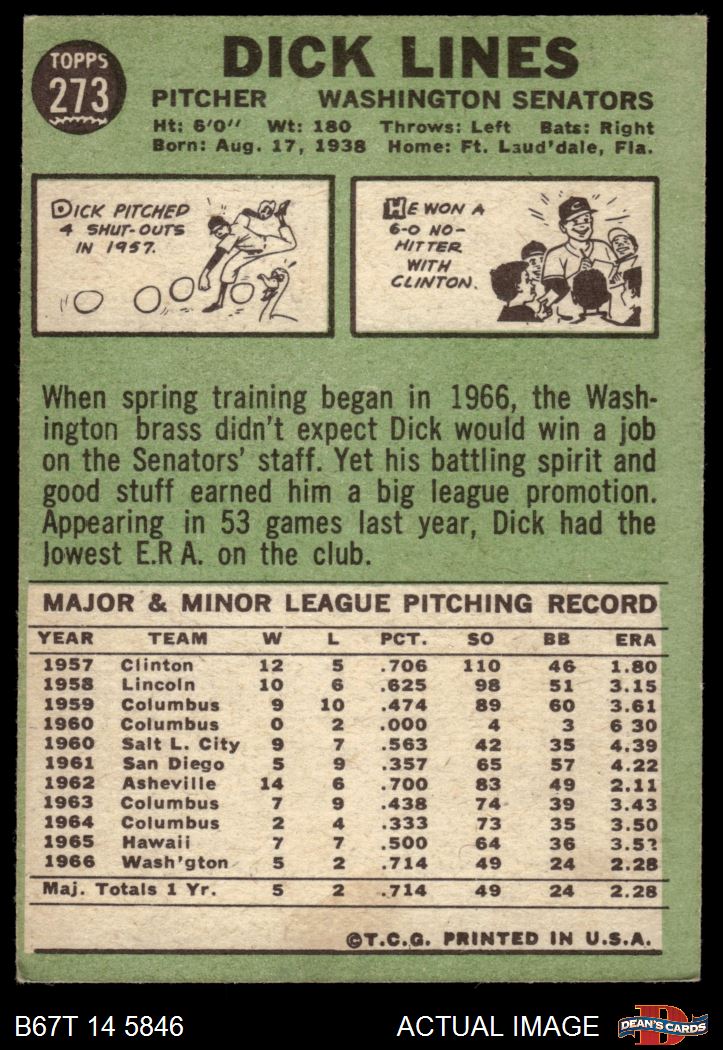 TOPPS
273
DICK LINES
PITCHER WASHINGTON SENATORS
Ht: 6'0" Wt: 180 Throws: Left Bats: Right
Born: Aug. 17, 1938 Home: Ft. Laud'dale, Fla.
DICK PITCHED
4 SHUT-OUTS
IN 1957.
HE WON A
6-0 NO-
HITTER
WITH
CLINTON.
When spring training began in 1966, the Wash-
ington brass didn't expect Dick would win a job
on the Senators' staff. Yet his battling spirit and
good stuff earned him a big league promotion.
Appearing in 53 games last year, Dick had the
lowest E.R A. on the club.
MAJOR & MINOR LEAGUE PITCHING RECORD
YEAR TEAM W L PCT. SO BB ERA
1957 Clinton 12 5 .706 110 46 1.80
1958 Lincoln 10 6 .625 98 51 3.15
1959 Columbus 9 10 .474 89 60 3.61
1960 Columbus 0 2 .000 4 3 6 30
1960 Salt L. City 9 7 .563 42 35 4.39
1961 San Diego 5 9 .357 65 57 4.22
1962 Asheville 14 6 .700 83 49 2.11
1963 Columbus 7 9 .438 74 39 3.43
1964 Columbus 2 4 .333 73 35 3.50
1965 Hawaii 7 7 .500 64 36
1966 Wash'gton 5 2 .714 49 24 2.28
Maj. Totals 1 Yr. 5 2 .714 49 24 2.28
©T.C.G. PRINTED IN U.S.A.
B67T 14 5846 ACTUAL IMAGE
DEAN'S CARDS